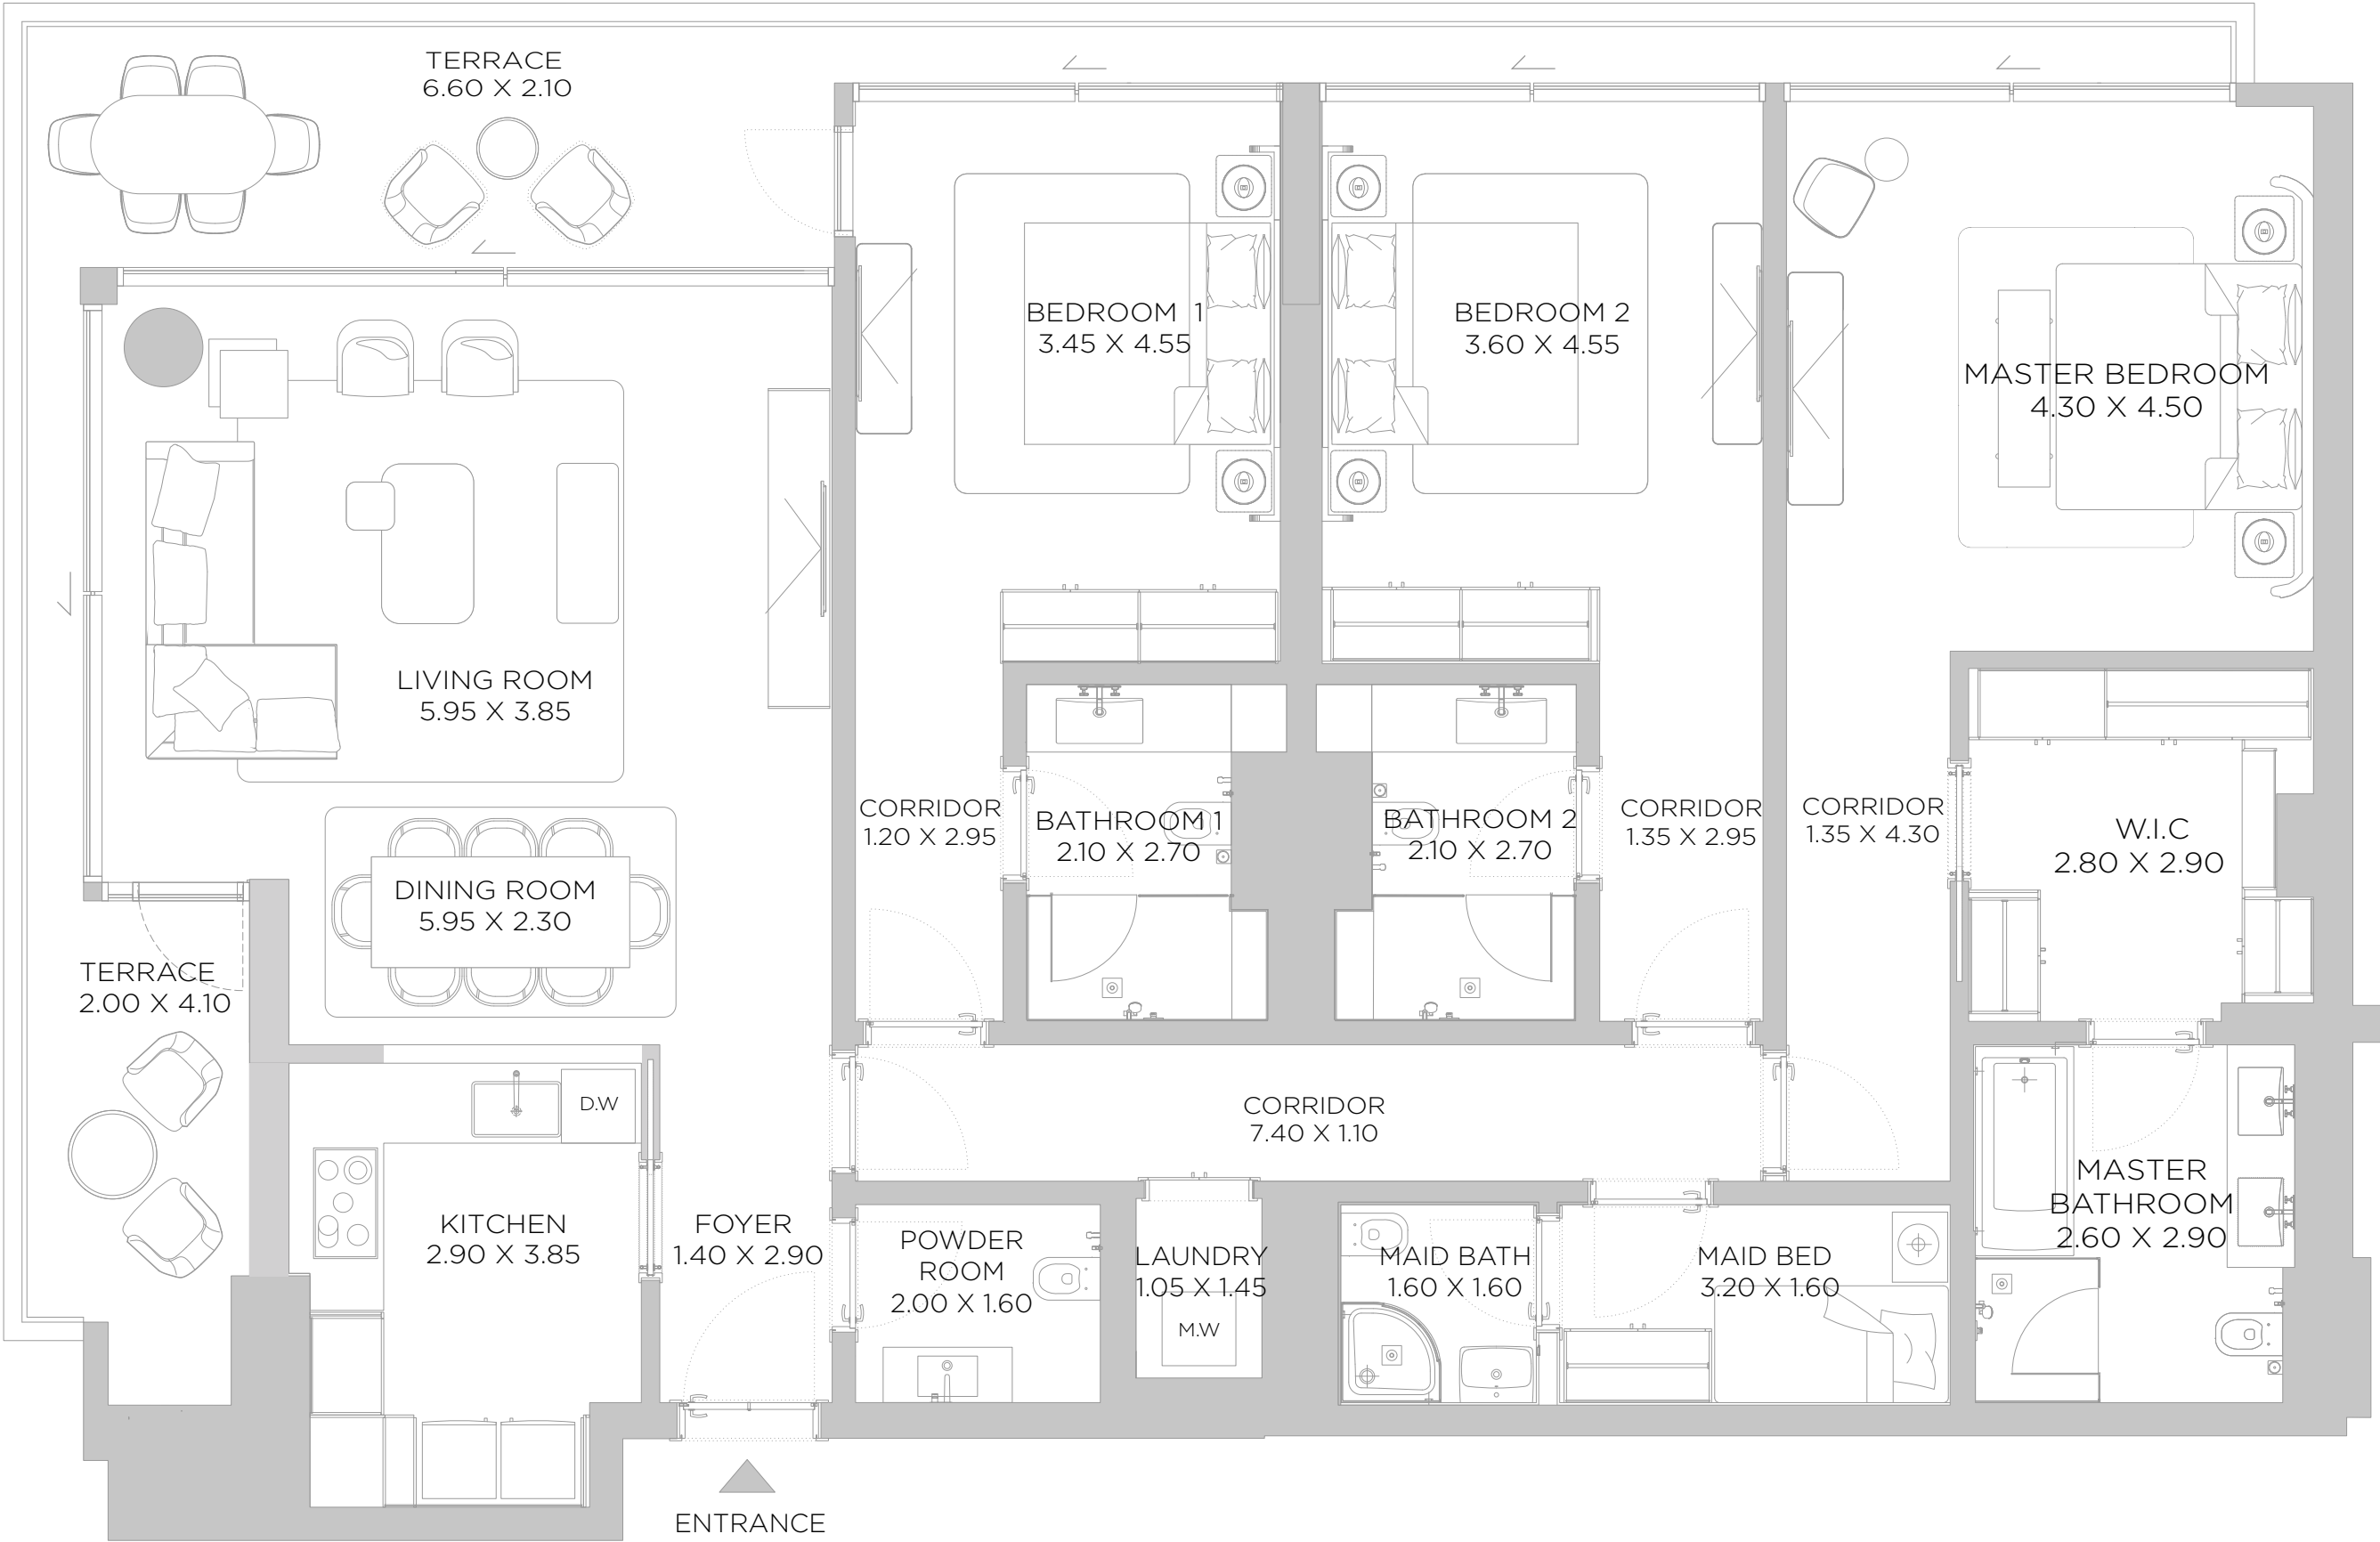 TERRACE
6.60 X 2.10
BEDROOM 1
3.45 X 4.55
BEDROOM 2
3.60 X 4.55
MASTER BEDROOM
4.30 X 4.50
LIVING ROOM
5.95 X 3.85
CORRIDOR
1.20 X 2.95
BATHROOM 1
2.10 X 2.70
BATHROOM 2
2.10 X 2.70
CORRIDOR
1.35 X 2.95
CORRIDOR
1.35 X 4.30
W.I.C
2.80 X 2.90
DINING ROOM
5.95 X 2.30
TERRACE
2.00 X 4.10
D.W
CORRIDOR
7.40 X 1.10
KITCHEN
2.90 X 3.85
FOYER
1.40 X 2.90
POWDER
ROOM
2.00 X 1.60
LAUNDRY
1.05 X 1.45
M.W
MAID BATH
1.60 X 1.60
MAID BED
3.20 X 1.60
MASTER
BATHROOM
2.60 X 2.90
ENTRANCE